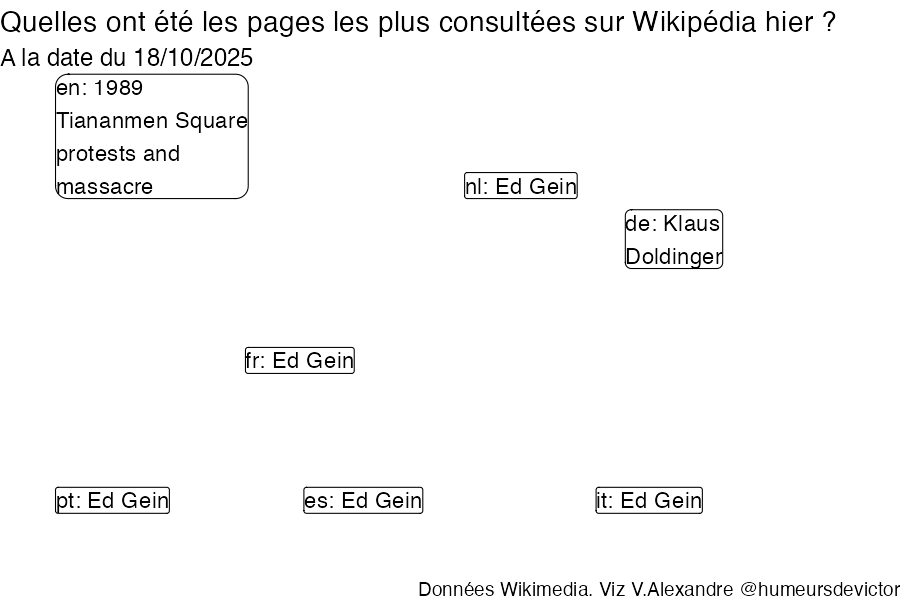 Quelles ont été les pages les plus consultées sur Wikipédia hier ?
A la date du 18/10/2025
en: 1989
Tiananmen Square
protests and
massacre
nl: Ed Gein
de: Klaus
Doldinger
fr: Ed Gein
pt: Ed Gein
es: Ed Gein
it: Ed Gein
Données Wikimedia. Viz V.Alexandre @humeursdevictor